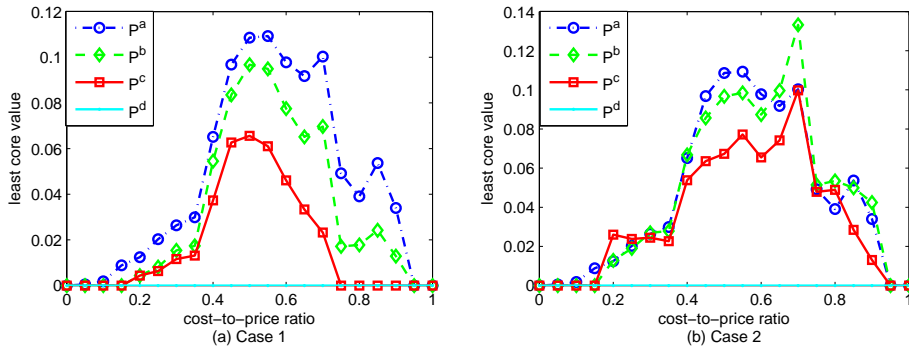 0.12
0.1
0.08
0.06
0.04
0.02
0
least core value
P^a
P^b
P^c
P^d
0 0.2 0.4 0.6 0.8 1
cost-to-price ratio
(a) Case 1
0.14
0.12
0.1
0.08
0.06
0.04
0.02
0
least core value
P^a
P^b
P^c
P^d
0 0.2 0.4 0.6 0.8 1
cost-to-price ratio
(b) Case 2